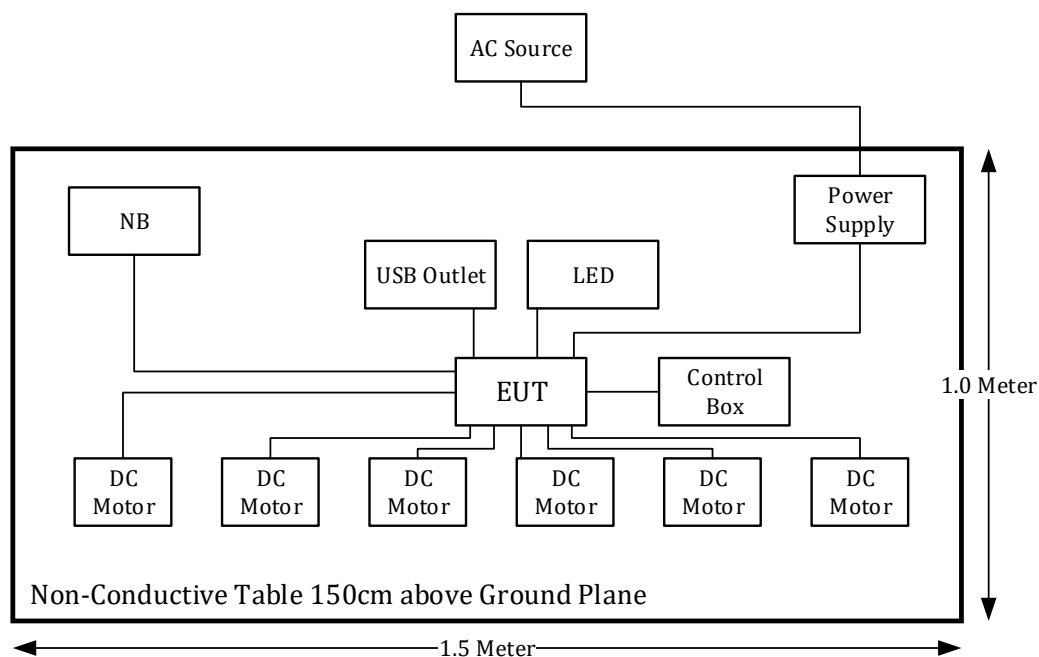 AC Source
Power
Supply
NB
USB Outlet
LED
EUT
Control
Box
1.0 Meter
DC
Motor
DC
Motor
DC
Motor
DC
Motor
DC
Motor
DC
Motor
Non-Conductive Table 150cm above Ground Plane
1.5 Meter